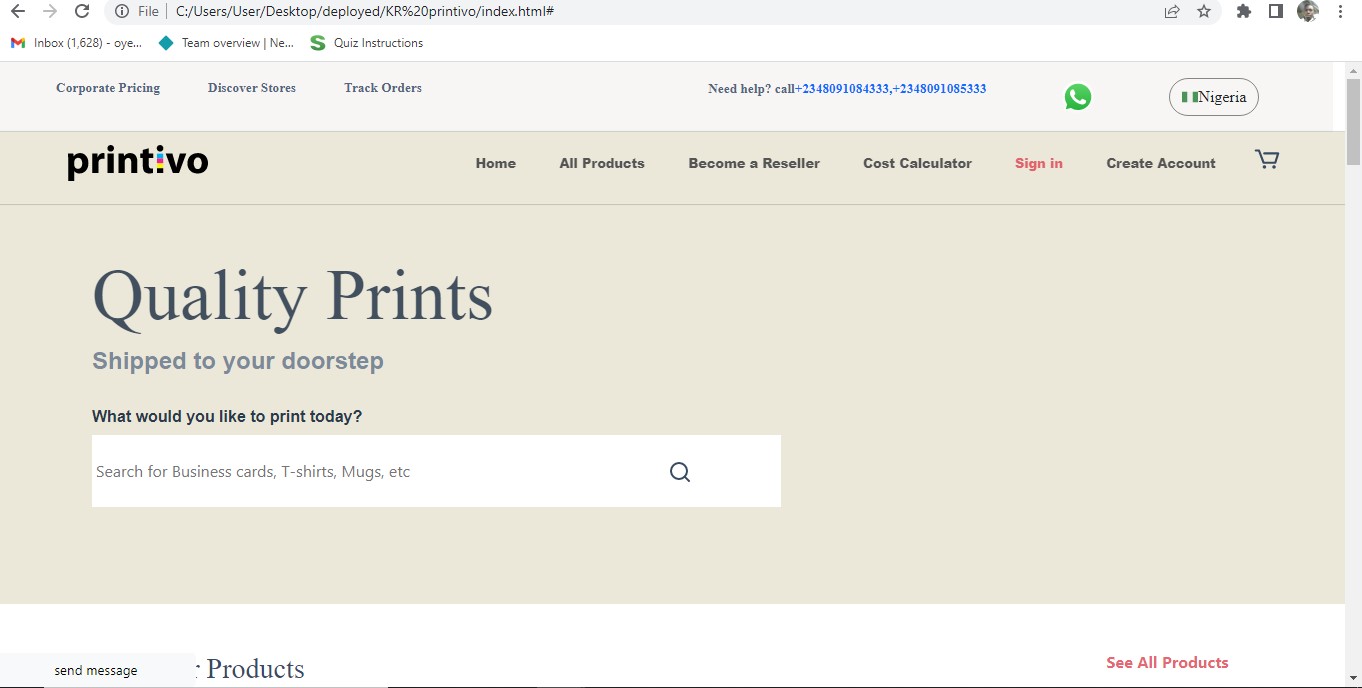 File
C:/Users/User/Desktop/deployed/KR%20printivo/index.html#
Inbox (1,628) - oye...
Team overview | Ne...
Quiz Instructions
Corporate Pricing
Discover Stores
Track Orders
Need help? call+2348091084333,+2348091085333
Nigeria
printivo
Home
All Products
Become a Reseller
Cost Calculator
Sign in
Create Account
Quality Prints
Shipped to your doorstep
What would you like to print today?
Search for Business cards, T-shirts, Mugs, etc
Products
See All Products
send message